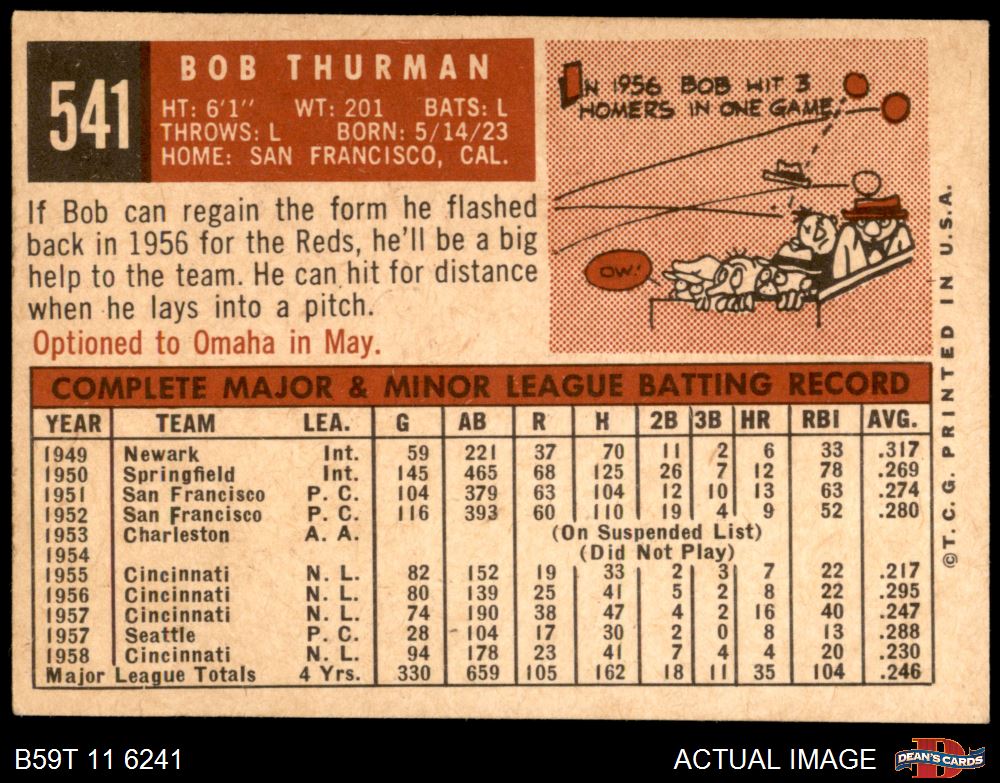 541
BOB THURMAN
HT: 6'1" WT: 201 BATS: L
THROWS: L BORN: 5/14/23
HOME: SAN FRANCISCO, CAL.
IN 1956 BOB HIT 3
HOMERS IN ONE GAME.
OW!
If Bob can regain the form he flashed
back in 1956 for the Reds, he'll be a big
help to the team. He can hit for distance
when he lays into a pitch.
Optioned to Omaha in May.
COMPLETE MAJOR & MINOR LEAGUE BATTING RECORD
YEAR TEAM LEA. G AB R H 2B 3B HR RBI AVG.
1949 Newark Int. 59 221 37 70 11 2 6 33 .317
1950 Springfield Int. 145 465 68 125 26 7 12 78 .269
1951 San Francisco P. C. 104 379 63 104 12 10 13 63 .274
1952 San Francisco P. C. 116 393 60 110 19 4 9 52 .280
1953 Charleston A. A. (On Suspended List)
1954 (Did Not Play)
1955 Cincinnati N. L. 82 152 19 33 2 3 7 22 .217
1956 Cincinnati N. L. 80 139 25 41 5 2 8 22 .295
1957 Cincinnati N. L. 74 190 38 47 4 2 16 40 .247
1957 Seattle P. C. 28 104 17 30 2 0 8 13 .288
1958 Cincinnati N. L. 94 178 23 41 7 4 4 20 .230
Major League Totals 4 Yrs. 330 659 105 162 18 11 35 104 .246
©T. C. G. PRINTED IN U. S. A.
B59T 11 6241
ACTUAL IMAGE
DEAN'S CARDS